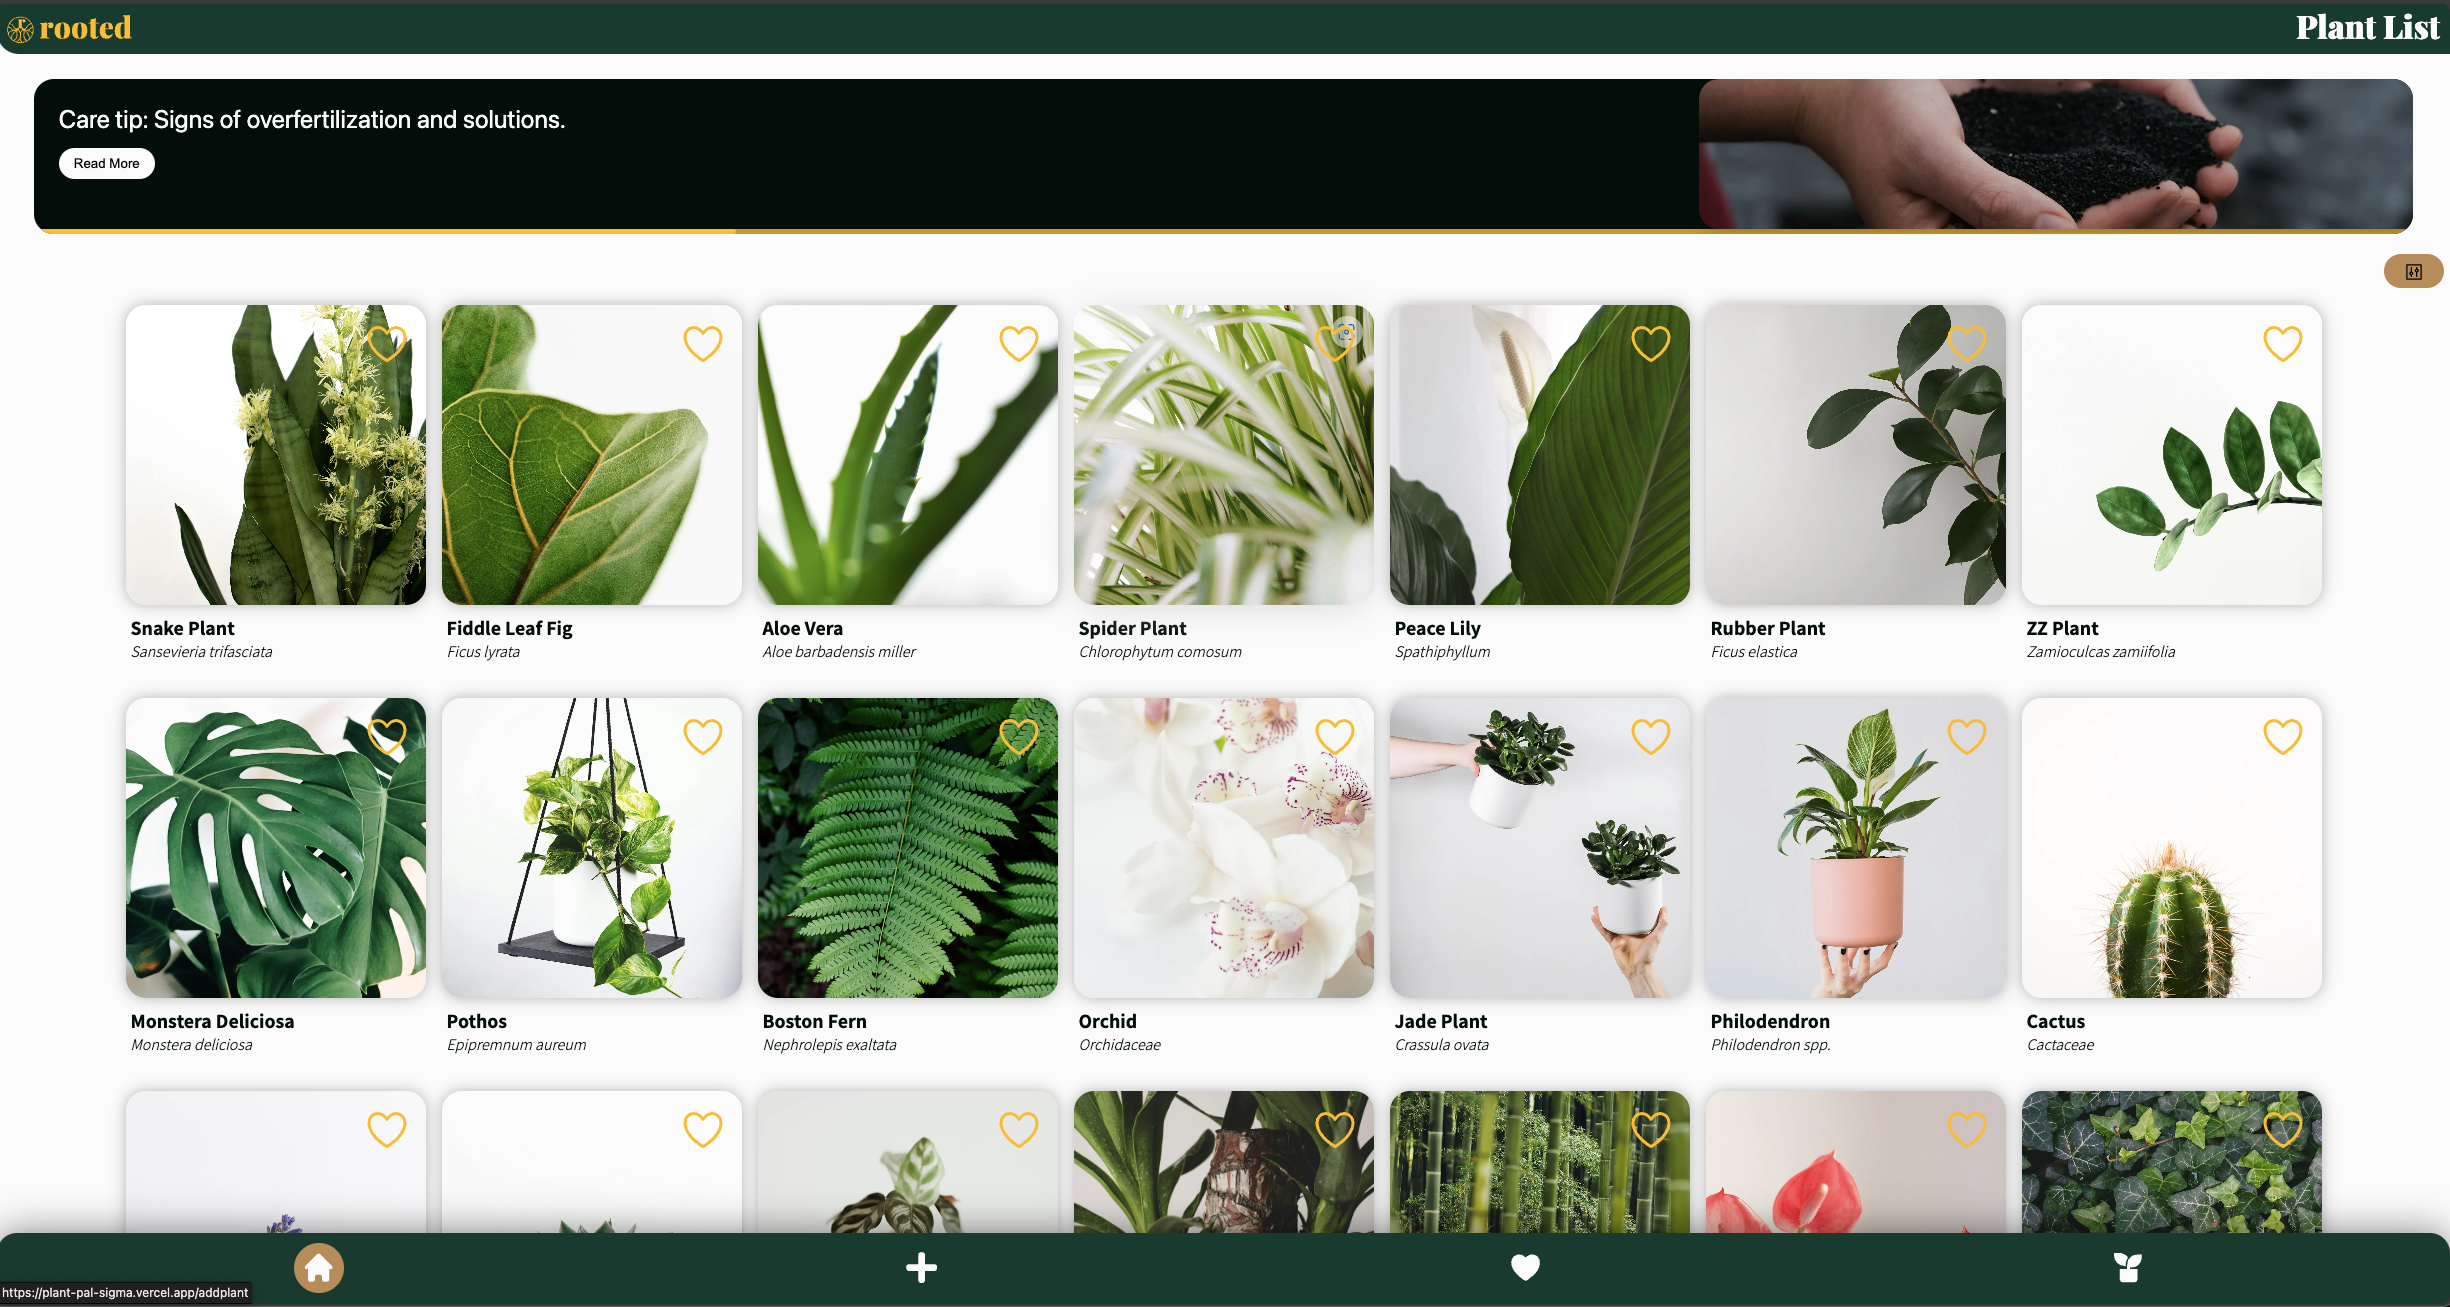 rooted
Plant List
Care tip: Signs of overfertilization and solutions.
Read More
Snake Plant
Sansevieria trifasciata
Fiddle Leaf Fig
Ficus lyrata
Aloe Vera
Aloe barbadensis miller
Spider Plant
Chlorophytum comosum
Peace Lily
Spathiphyllum
Rubber Plant
Ficus elastica
ZZ Plant
Zamioculcas zamiifolia
Monstera Deliciosa
Monstera deliciosa
Pothos
Epipremnum aureum
Boston Fern
Nephrolepis exaltata
Orchid
Orchidaceae
Jade Plant
Crassula ovata
Philodendron
Philodendron spp.
Cactus
Cactaceae
https://plant-pal-sigma.vercel.app/addplant